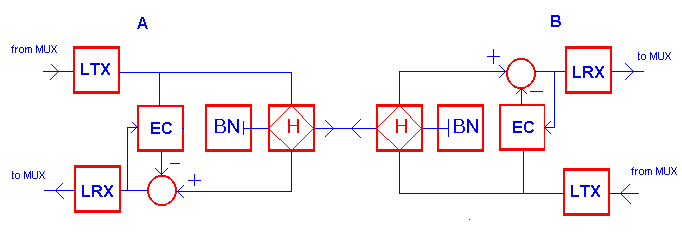 A
B
from MUX
LTX
EC
BN
H
H
BN
EC
LRX
to MUX
to MUX
LRX
LTX
from MUX
+
−
−
+